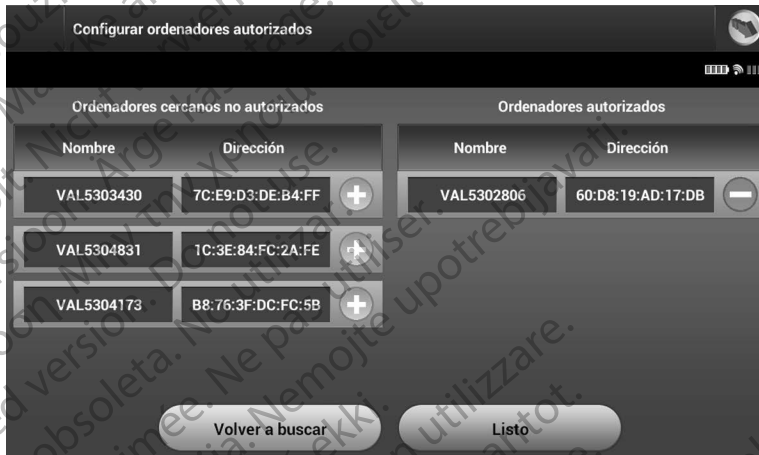 Configurar ordenadores autorizados
Ordenadores cercanos no autorizados
Nombre Dirección
VAL5303430 7C:E9:D3:DE:B4:FF
VAL5304831 1C:3E:84:FC:2A:FE
VAL5304173 B8:76:3F:DC:FC:5B
Ordenadores autorizados
Nombre Dirección
VAL5302806 60:D8:19:AD:17:DB
Volver a buscar
Listo